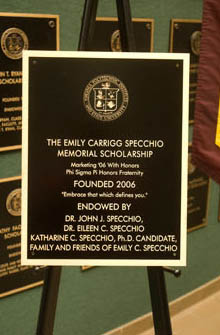 THE EMILY CARRIGG SPECCHIO
MEMORIAL SCHOLARSHIP
Marketing '06 With Honors
Phi Sigma Pi Honors Fraternity
FOUNDED 2006
"Embrace that which defines you."
ENDOWED BY
DR. JOHN J. SPECCHIO,
DR. EILEEN C. SPECCHIO
KATHARINE C. SPECCHIO, Ph.D. CANDIDATE,
FAMILY AND FRIENDS OF EMILY C. SPECCHIO